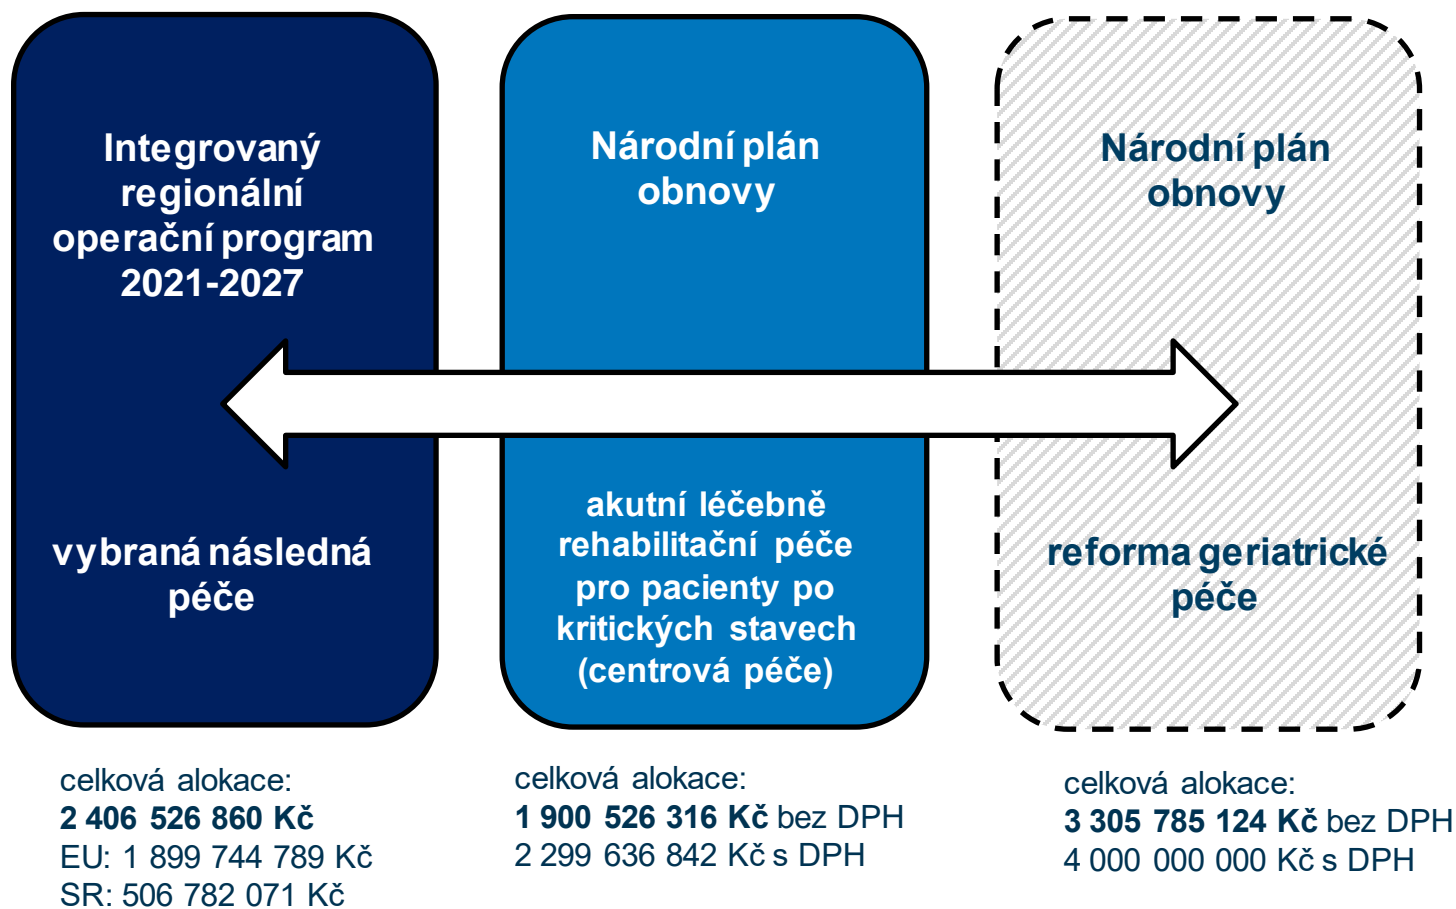 Integrovaný
regionální
operační program
2021-2027
vybraná následná
péče
celková alokace:
2 406 526 860 Kč
EU: 1 899 744 789 Kč
SR: 506 782 071 Kč
Národní plán
obnovy
akutní léčebně
rehabilitační péče
pro pacienty po
kritických stavech
(centrová péče)
celková alokace:
1 900 526 316 Kč bez DPH
2 299 636 842 Kč s DPH
Národní plán
obnovy
reforma geriatrické
péče
celková alokace:
3 305 785 124 Kč bez DPH
4 000 000 000 Kč s DPH